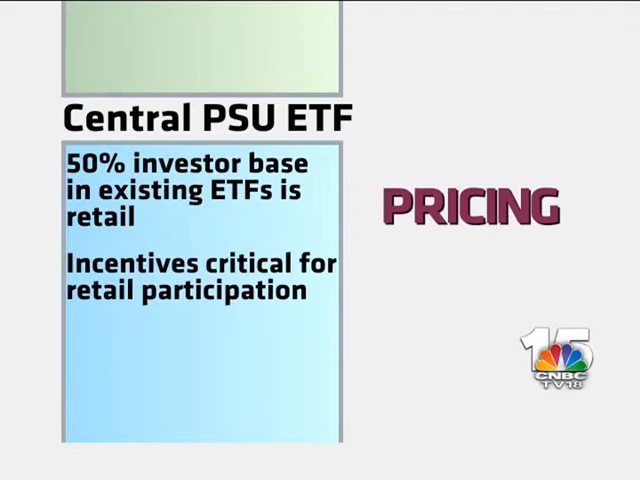 Central PSU ETF
50% investor base
in existing ETFs is
retail
Incentives critical for
retail participation
PRICING
15
CNBC
TV18